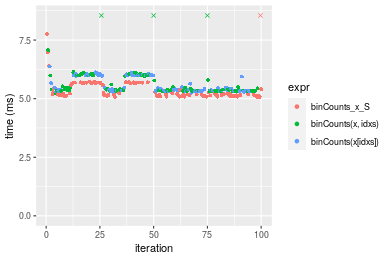 7.5
5.0
2.5
0.0
0
25
50
75
100
iteration
time (ms)
expr
binCounts_x_S
binCounts(x, idxs)
binCounts(x[idxs])